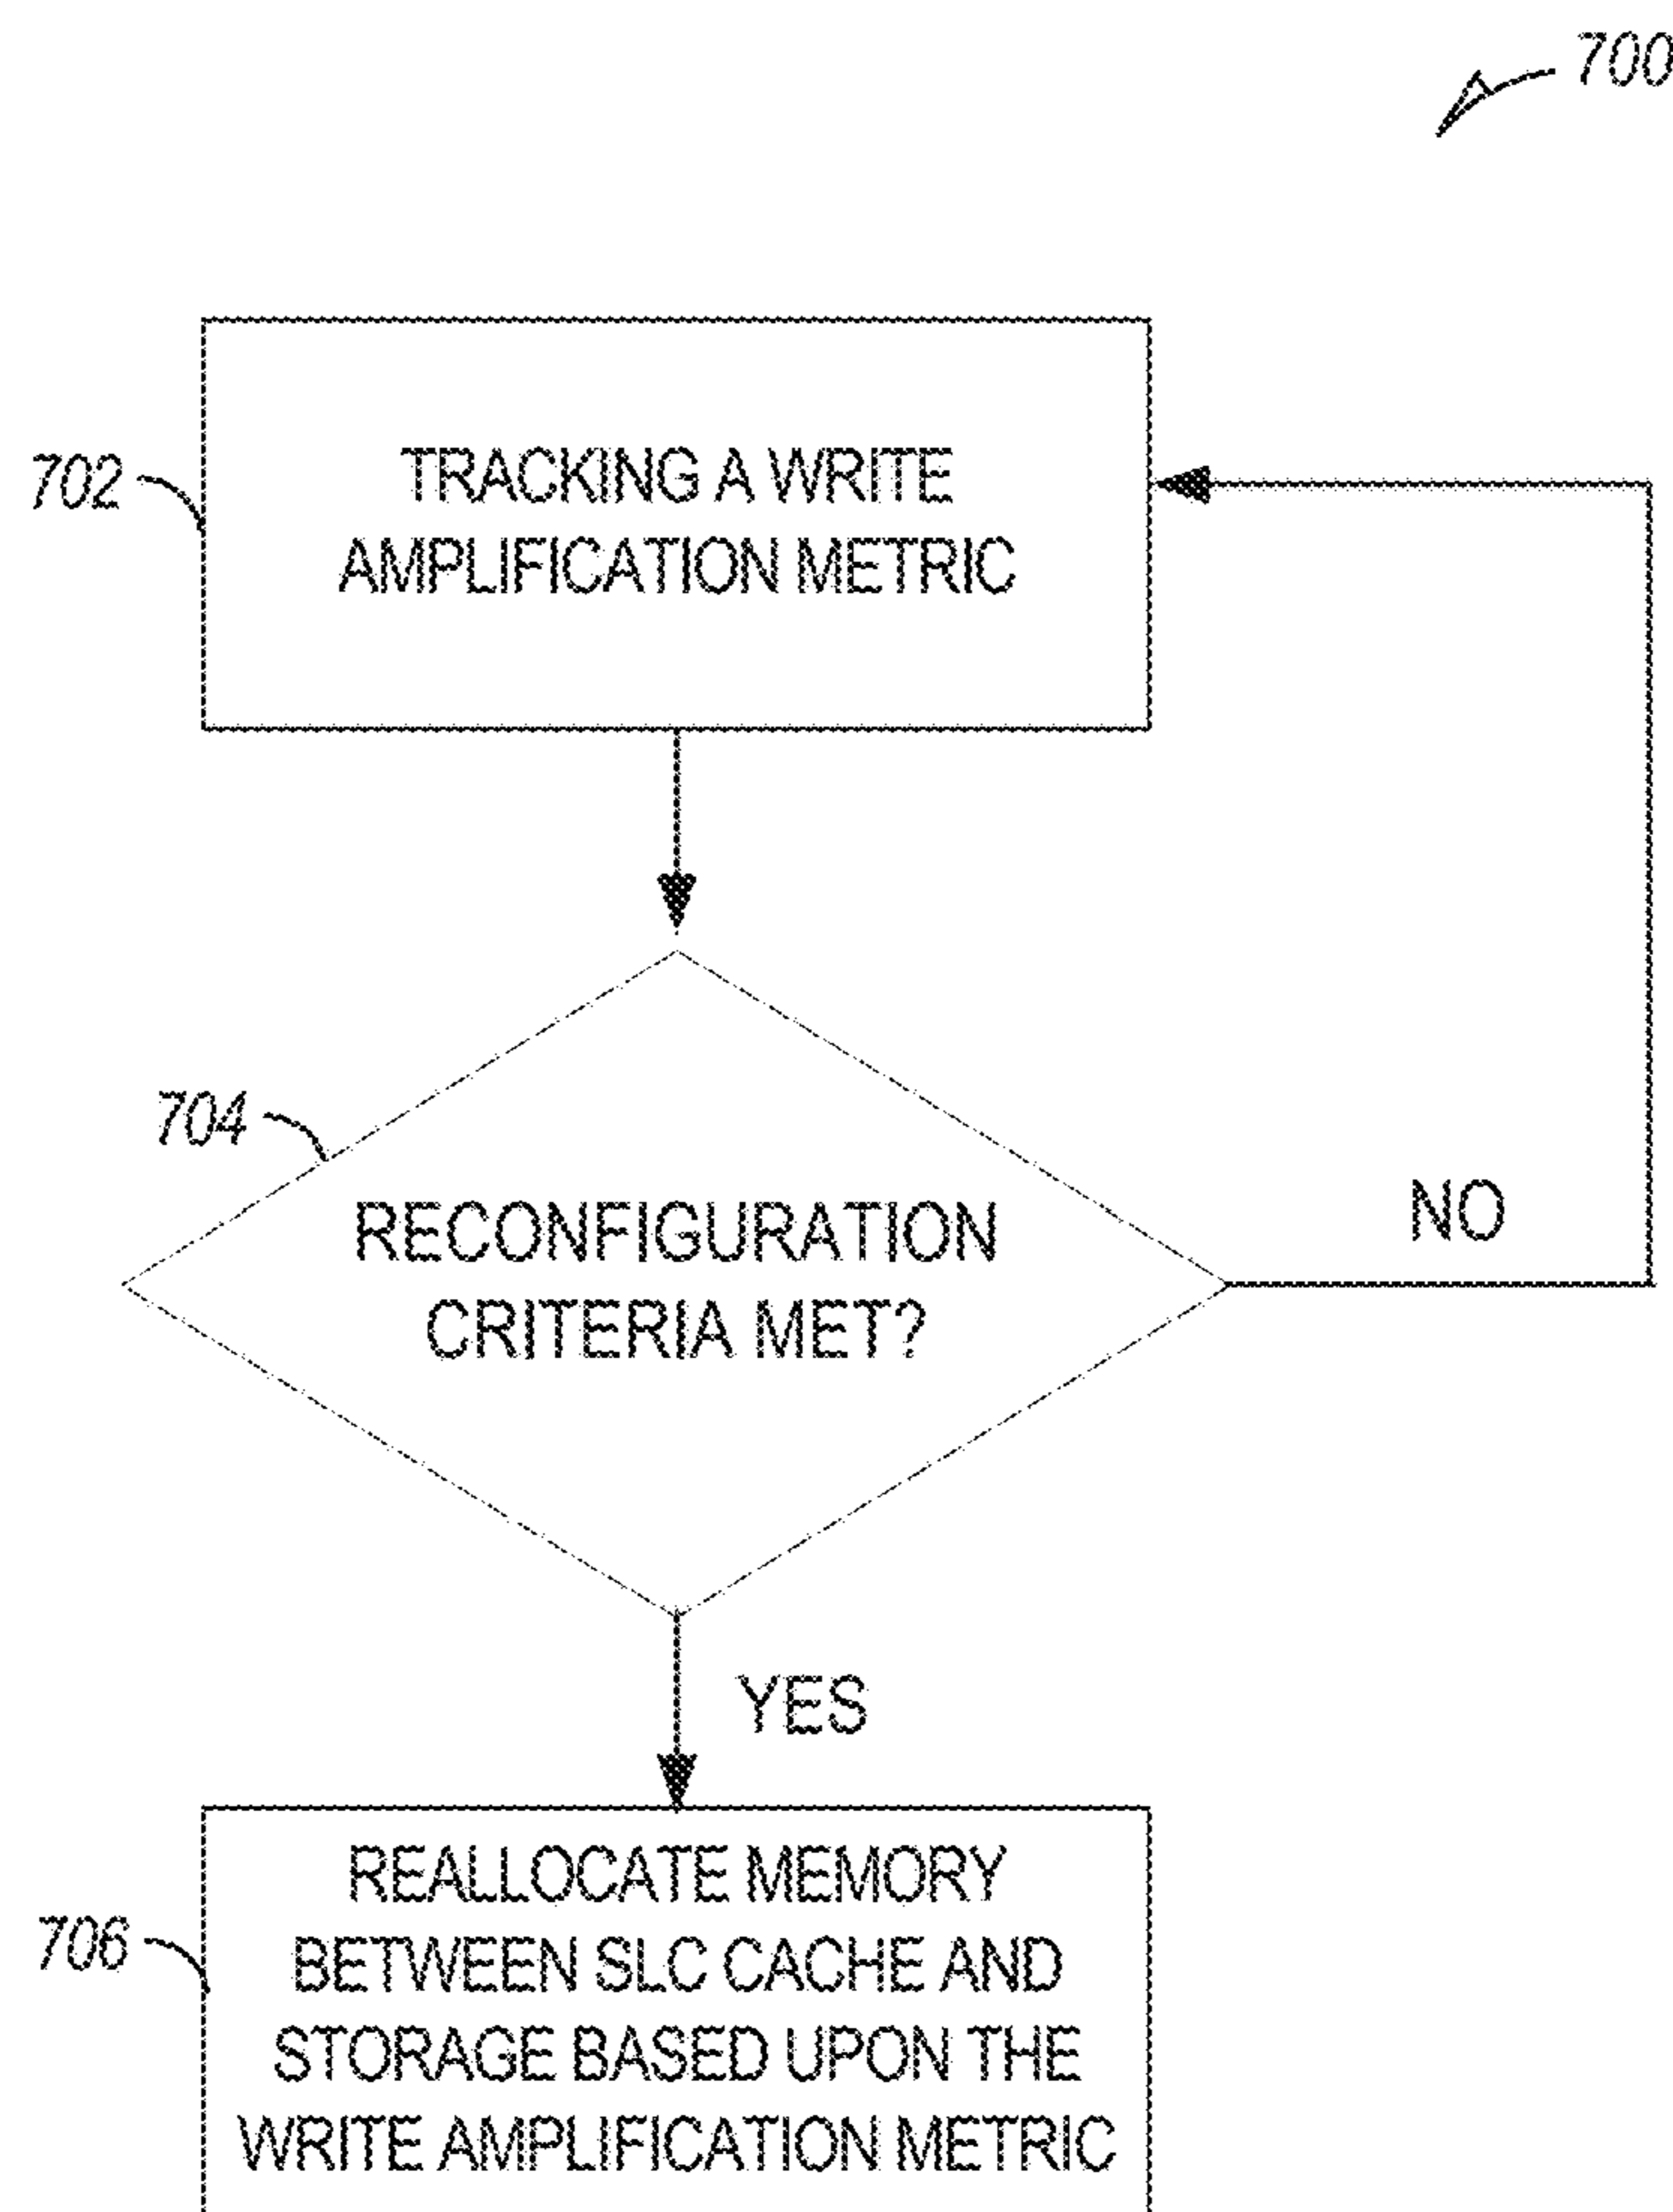 700
702
TRACKING A WRITE
AMPLIFICATION METRIC
704
RECONFIGURATION
CRITERIA MET?
NO
YES
706
REALLOCATE MEMORY
BETWEEN SLC CACHE AND
STORAGE BASED UPON THE
WRITE AMPLIFICATION METRIC